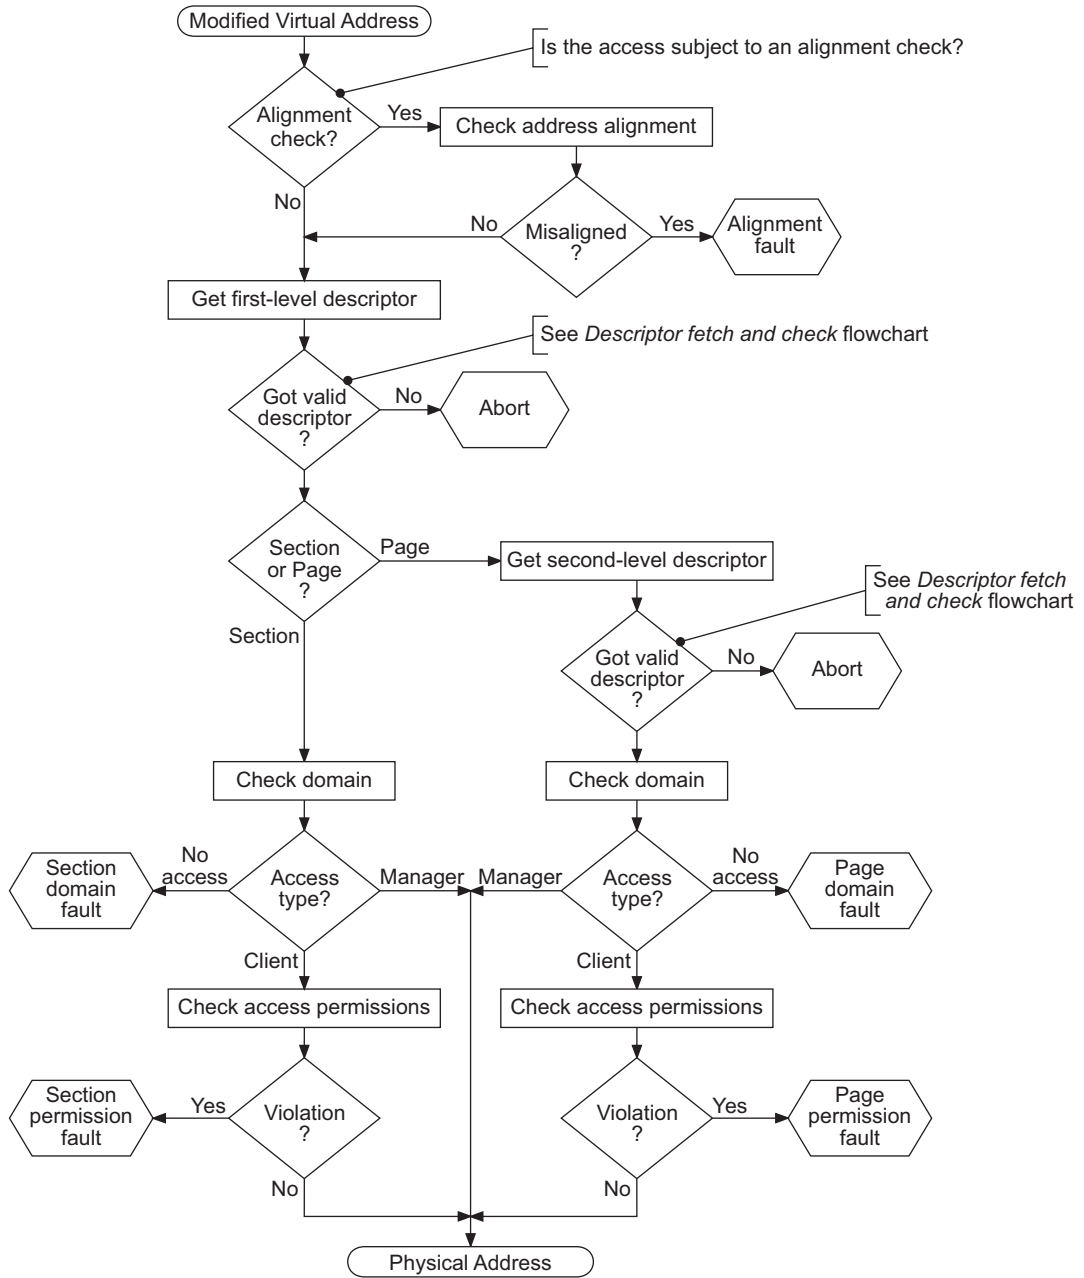 Modified Virtual Address
Is the access subject to an alignment check?
Alignment
check?
Yes
Check address alignment
No
No
Misaligned
?
Yes
Alignment
fault
Get first-level descriptor
See Descriptor fetch and check flowchart
Got valid
descriptor
?
No
Abort
Section
or Page
?
Page
Get second-level descriptor
See Descriptor fetch
and check flowchart
Section
Got valid
descriptor
?
No
Abort
Check domain
Check domain
Section
domain
fault
No
access
Access
type?
Manager
Manager
Access
type?
No
access
Page
domain
fault
Client
Client
Check access permissions
Check access permissions
Section
permission
fault
Yes
Violation
?
Violation
?
Yes
Page
permission
fault
No
No
Physical Address